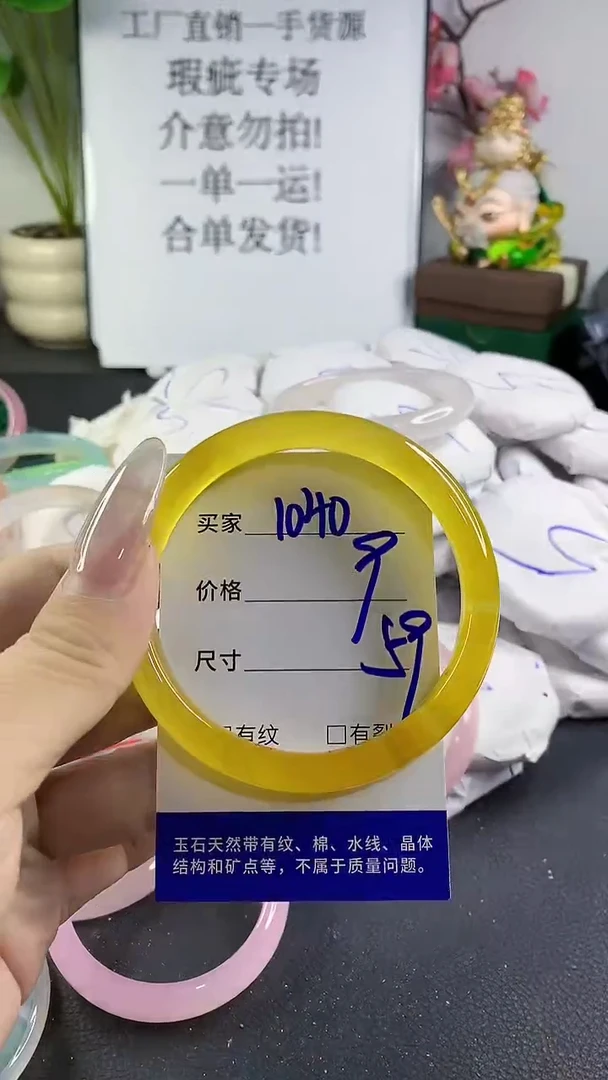 工厂直销一手货源
瑕疵专场
介意勿拍!
一单一运!
合单发货!
买家 1040
价格 9
尺寸 59
有纹 □有裂
玉石天然带有纹、棉、水线、晶体
结构和矿点等，不属于质量问题。